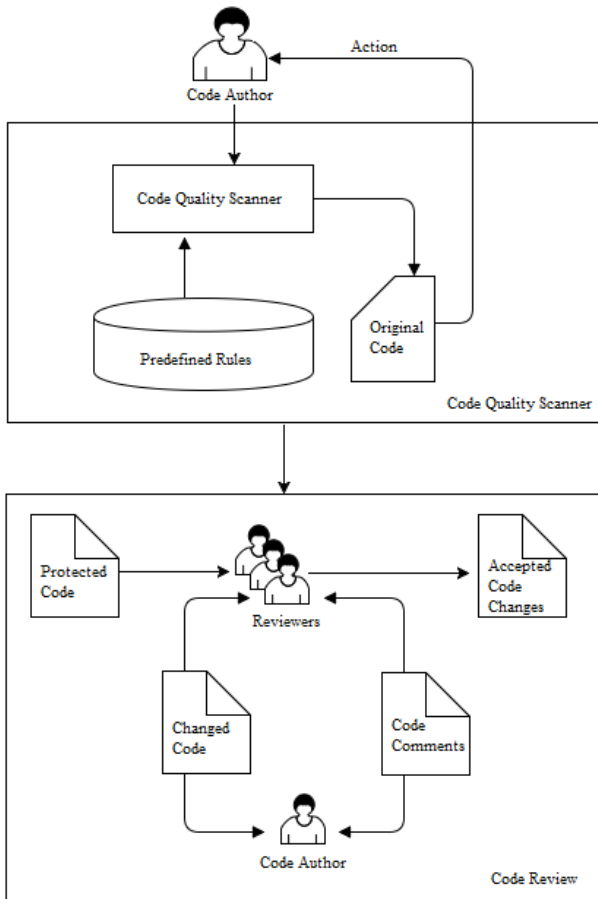 Action
Code Author
Code Quality Scanner
Original
Code
Predefined Rules
Code Quality Scanner
Protected
Code
Accepted
Code
Changes
Reviewers
Changed
Code
Code
Comments
Code Author
Code Review